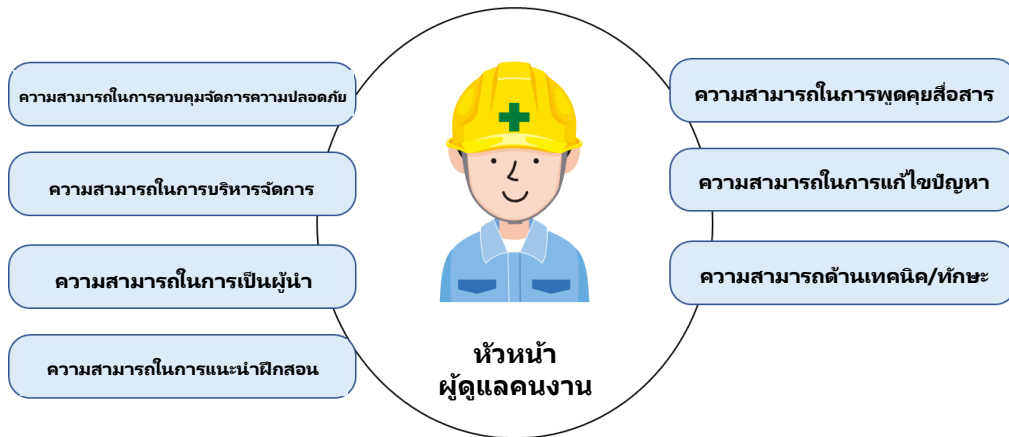 ความสามารถในการควบคุมจัดการความปลอดภัย
ความสามารถในการบริหารจัดการ
ความสามารถในการเป็นผู้นำ
ความสามารถในการแนะนำฝึกสอน
หัวหน้า
ผู้ดูแลคนงาน
ความสามารถในการพูดคุยสื่อสาร
ความสามารถในการแก้ไขปัญหา
ความสามารถด้านเทคนิค/ทักษะ